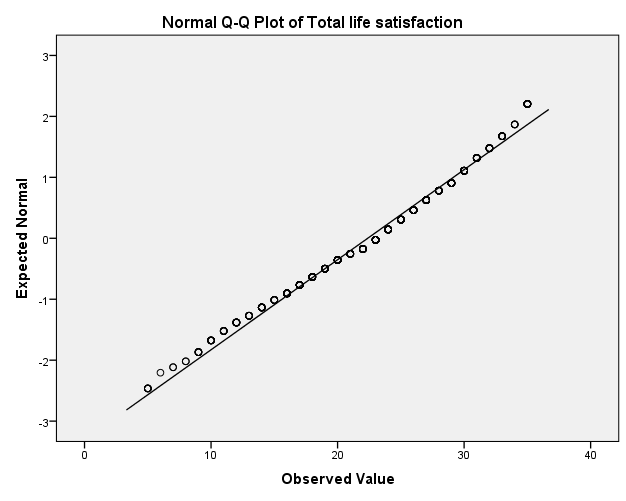 Normal Q-Q Plot of Total life satisfaction
3
2
1
0
-1
-2
-3
Expected Normal
0 10 20 30 40
Observed Value